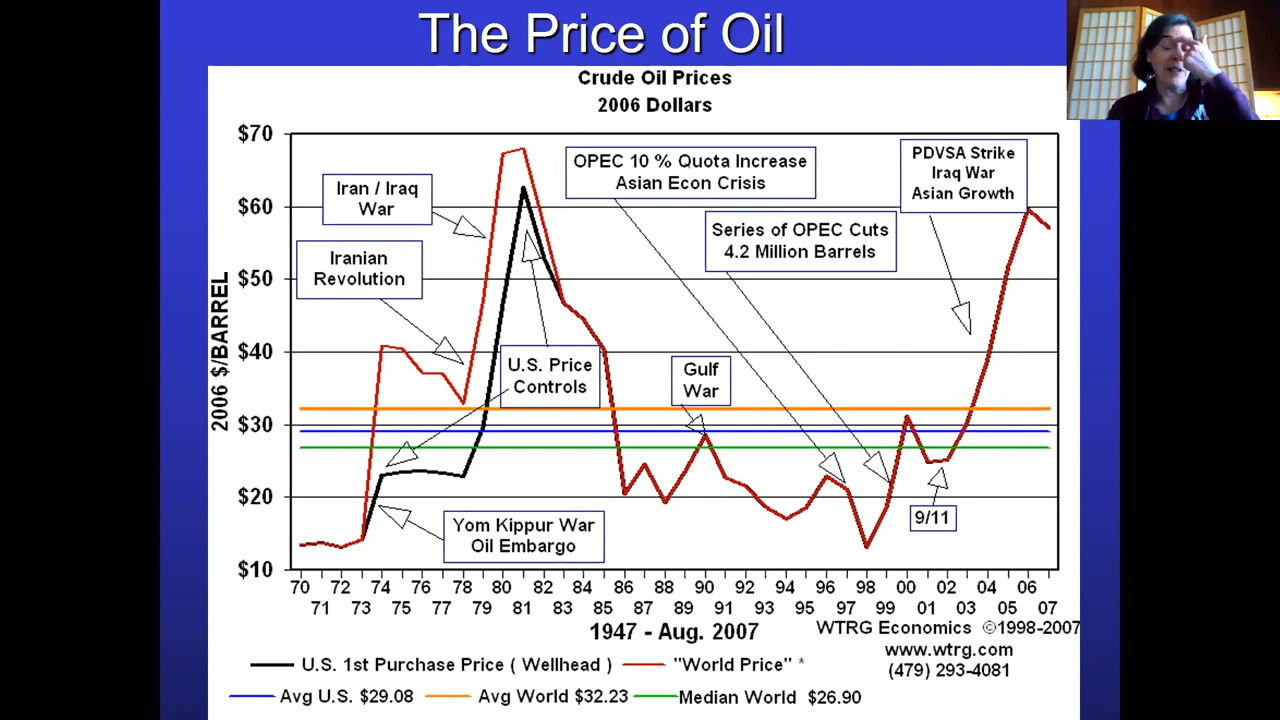 The Price of Oil
Crude Oil Prices
2006 Dollars
2006 $/BARREL
$70
$60
$50
$40
$30
$20
$10
Iran / Iraq
War
Iranian
Revolution
OPEC 10 % Quota Increase
Asian Econ Crisis
Series of OPEC Cuts
4.2 Million Barrels
PDVSA Strike
Iraq War
Asian Growth
U.S. Price
Controls
Gulf
War
Yom Kippur War
Oil Embargo
9/11
70 72 74 76 78 80 82 84 86 88 90 92 94 96 98 00 02 04 06
71 73 75 77 79 81 83 85 87 89 91 93 95 97 99 01 03 05 07
1947 - Aug. 2007
WTRG Economics ©1998-2007
www.wtrg.com
(479) 293-4081
U.S. 1st Purchase Price ( Wellhead ) "World Price" *
Avg U.S. $29.08 Avg World $32.23 Median World $26.90